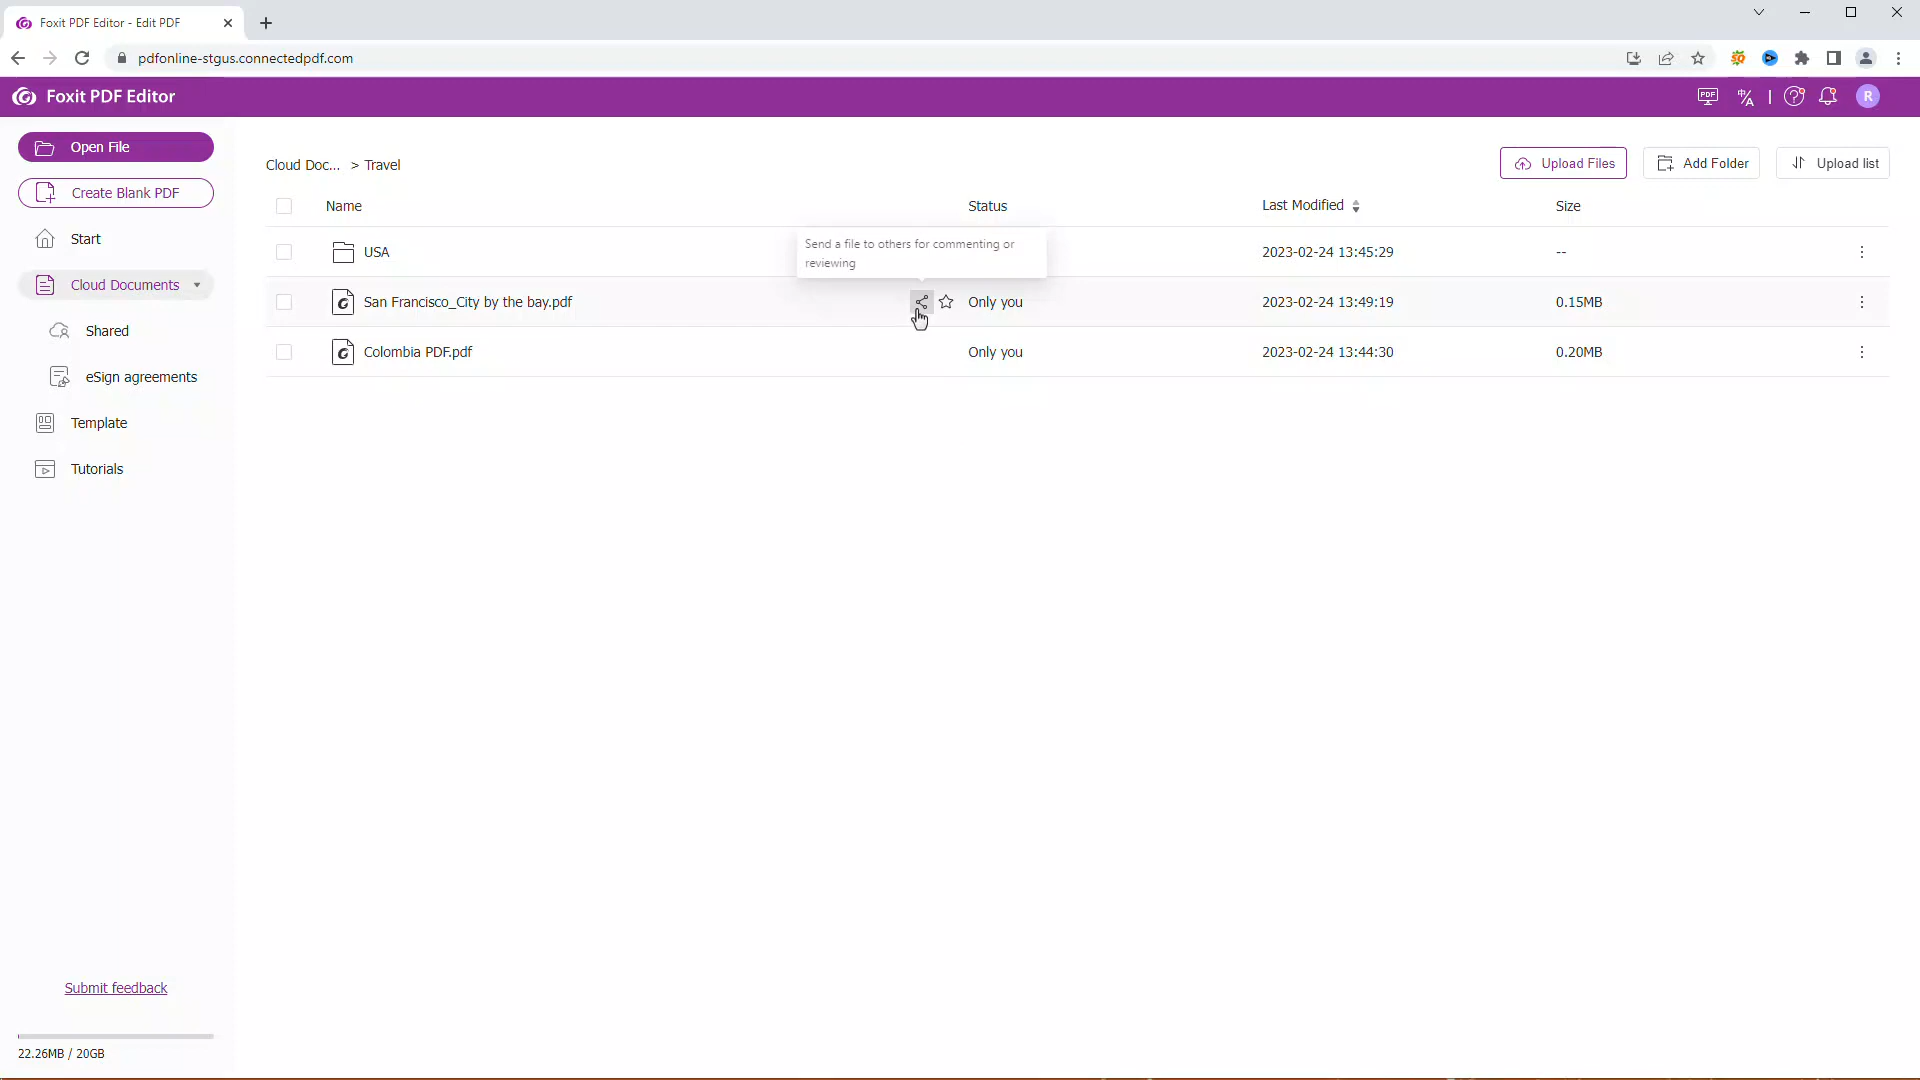 Foxit PDF Editor - Edit PDF
pdfonline-stgus.connectedpdf.com
Foxit PDF Editor
PDF
R
Open File
Create Blank PDF
Start
Cloud Documents
Shared
eSign agreements
Template
Tutorials
Submit feedback
22.26MB / 20GB
Cloud Doc... > Travel
Upload Files
Add Folder
Upload list
Name Status Last Modified Size
USA 2023-02-24 13:45:29 --
Send a file to others for commenting or
reviewing
San Francisco_City by the bay.pdf Only you 2023-02-24 13:49:19 0.15MB
Colombia PDF.pdf Only you 2023-02-24 13:44:30 0.20MB